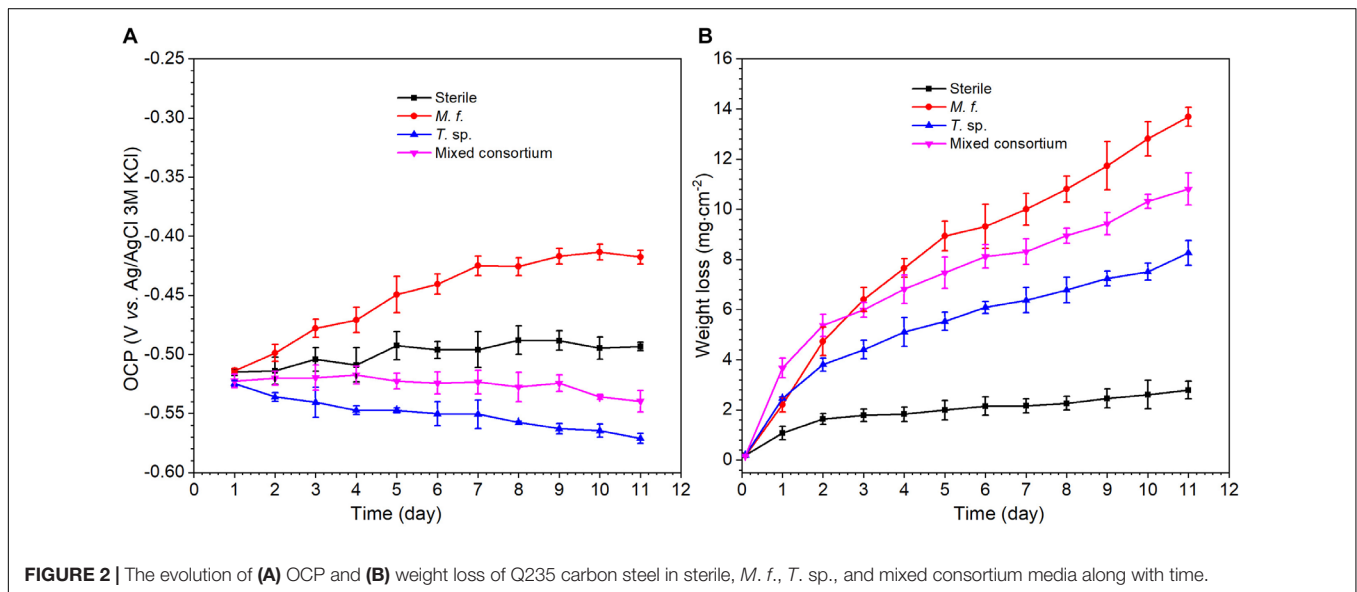 A
-0.25
-0.30
-0.35
-0.40
-0.45
-0.50
-0.55
-0.60
OCP (V vs. Ag/AgCl 3M KCl)
Sterile
M. f.
T. sp.
Mixed consortium
0 1 2 3 4 5 6 7 8 9 10 11 12
Time (day)
B
16
14
12
10
8
6
4
2
0
Weight loss (mg·cm⁻²)
Sterile
M. f.
T. sp.
Mixed consortium
0 1 2 3 4 5 6 7 8 9 10 11 12
Time (day)
FIGURE 2 | The evolution of (A) OCP and (B) weight loss of Q235 carbon steel in sterile, M. f., T. sp., and mixed consortium media along with time.